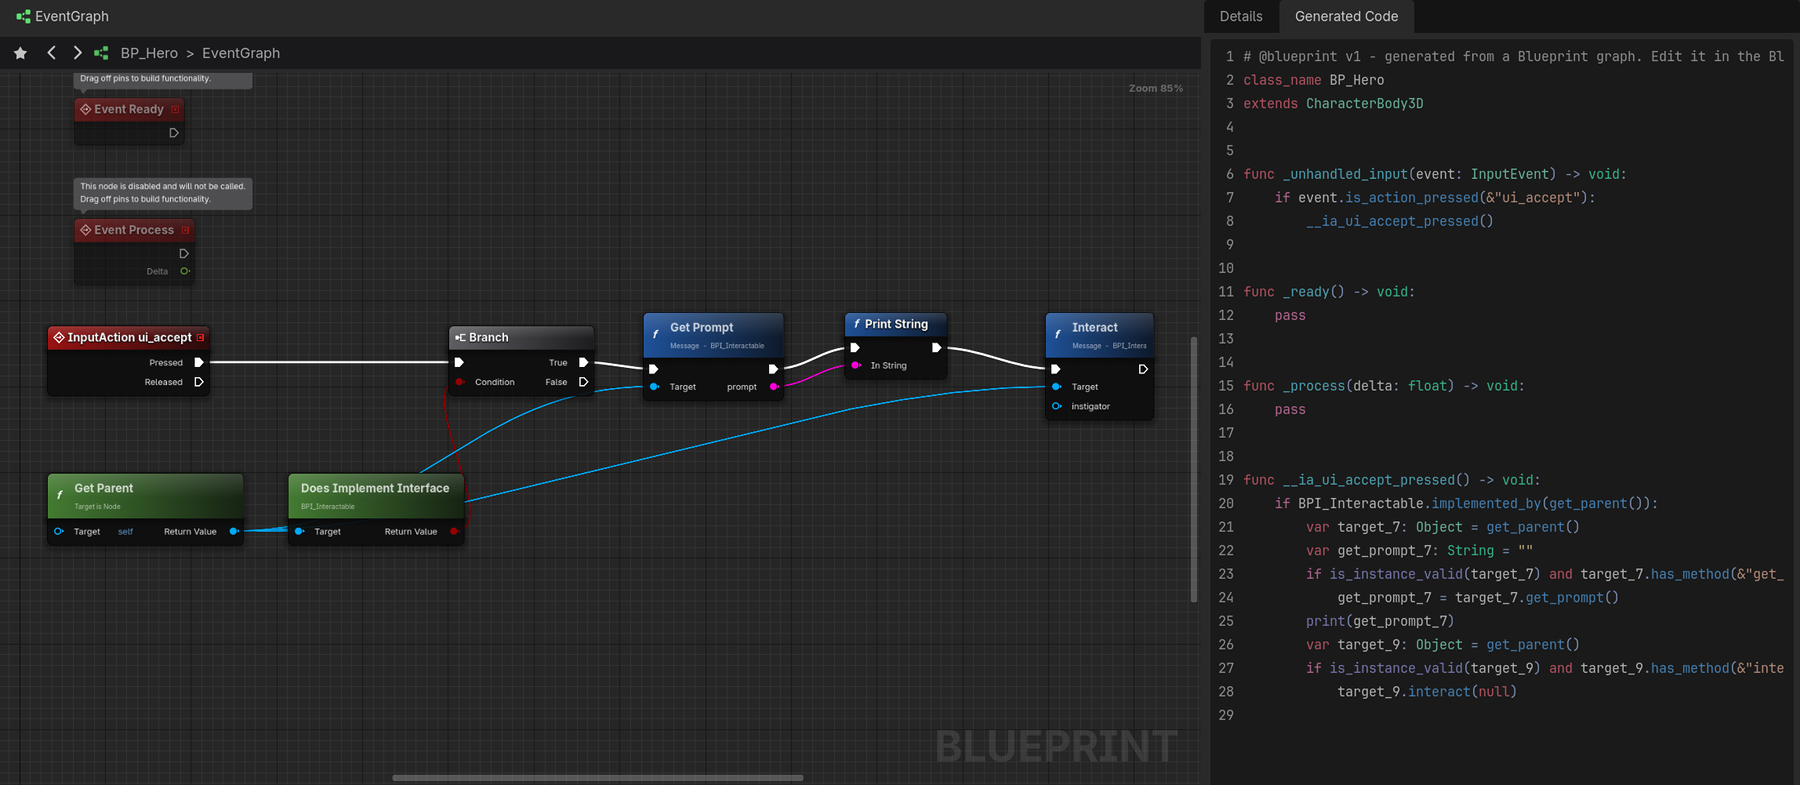 EventGraph
BP_Hero > EventGraph
Zoom 85%
Drag off pins to build functionality.
Event Ready
This node is disabled and will not be called.
Drag off pins to build functionality.
Event Process
Delta
InputAction ui_accept
Pressed
Released
Branch
True
Condition False
Get Prompt
Message - BPI_Interactable
Target prompt
f Print String
In String
Interact
Message - BPI_Intera
Target
instigator
Get Parent
Target is Node
Target self Return Value
Does Implement Interface
BPI_Interactable
Target Return Value
BLUEPRINT
Details Generated Code
1 # @blueprint v1 - generated from a Blueprint graph. Edit it in the Bl
2 class_name BP_Hero
3 extends CharacterBody3D
4
5
6 func _unhandled_input(event: InputEvent) -> void:
7 if event.is_action_pressed(&"ui_accept"):
8 __ia_ui_accept_pressed()
9
10
11 func _ready() -> void:
12 pass
13
14
15 func _process(delta: float) -> void:
16 pass
17
18
19 func __ia_ui_accept_pressed() -> void:
20 if BPI_Interactable.implemented_by(get_parent()):
21 var target_7: Object = get_parent()
22 var get_prompt_7: String = ""
23 if is_instance_valid(target_7) and target_7.has_method(&"get_
24 get_prompt_7 = target_7.get_prompt()
25 print(get_prompt_7)
26 var target_9: Object = get_parent()
27 if is_instance_valid(target_9) and target_9.has_method(&"inte
28 target_9.interact(null)
29